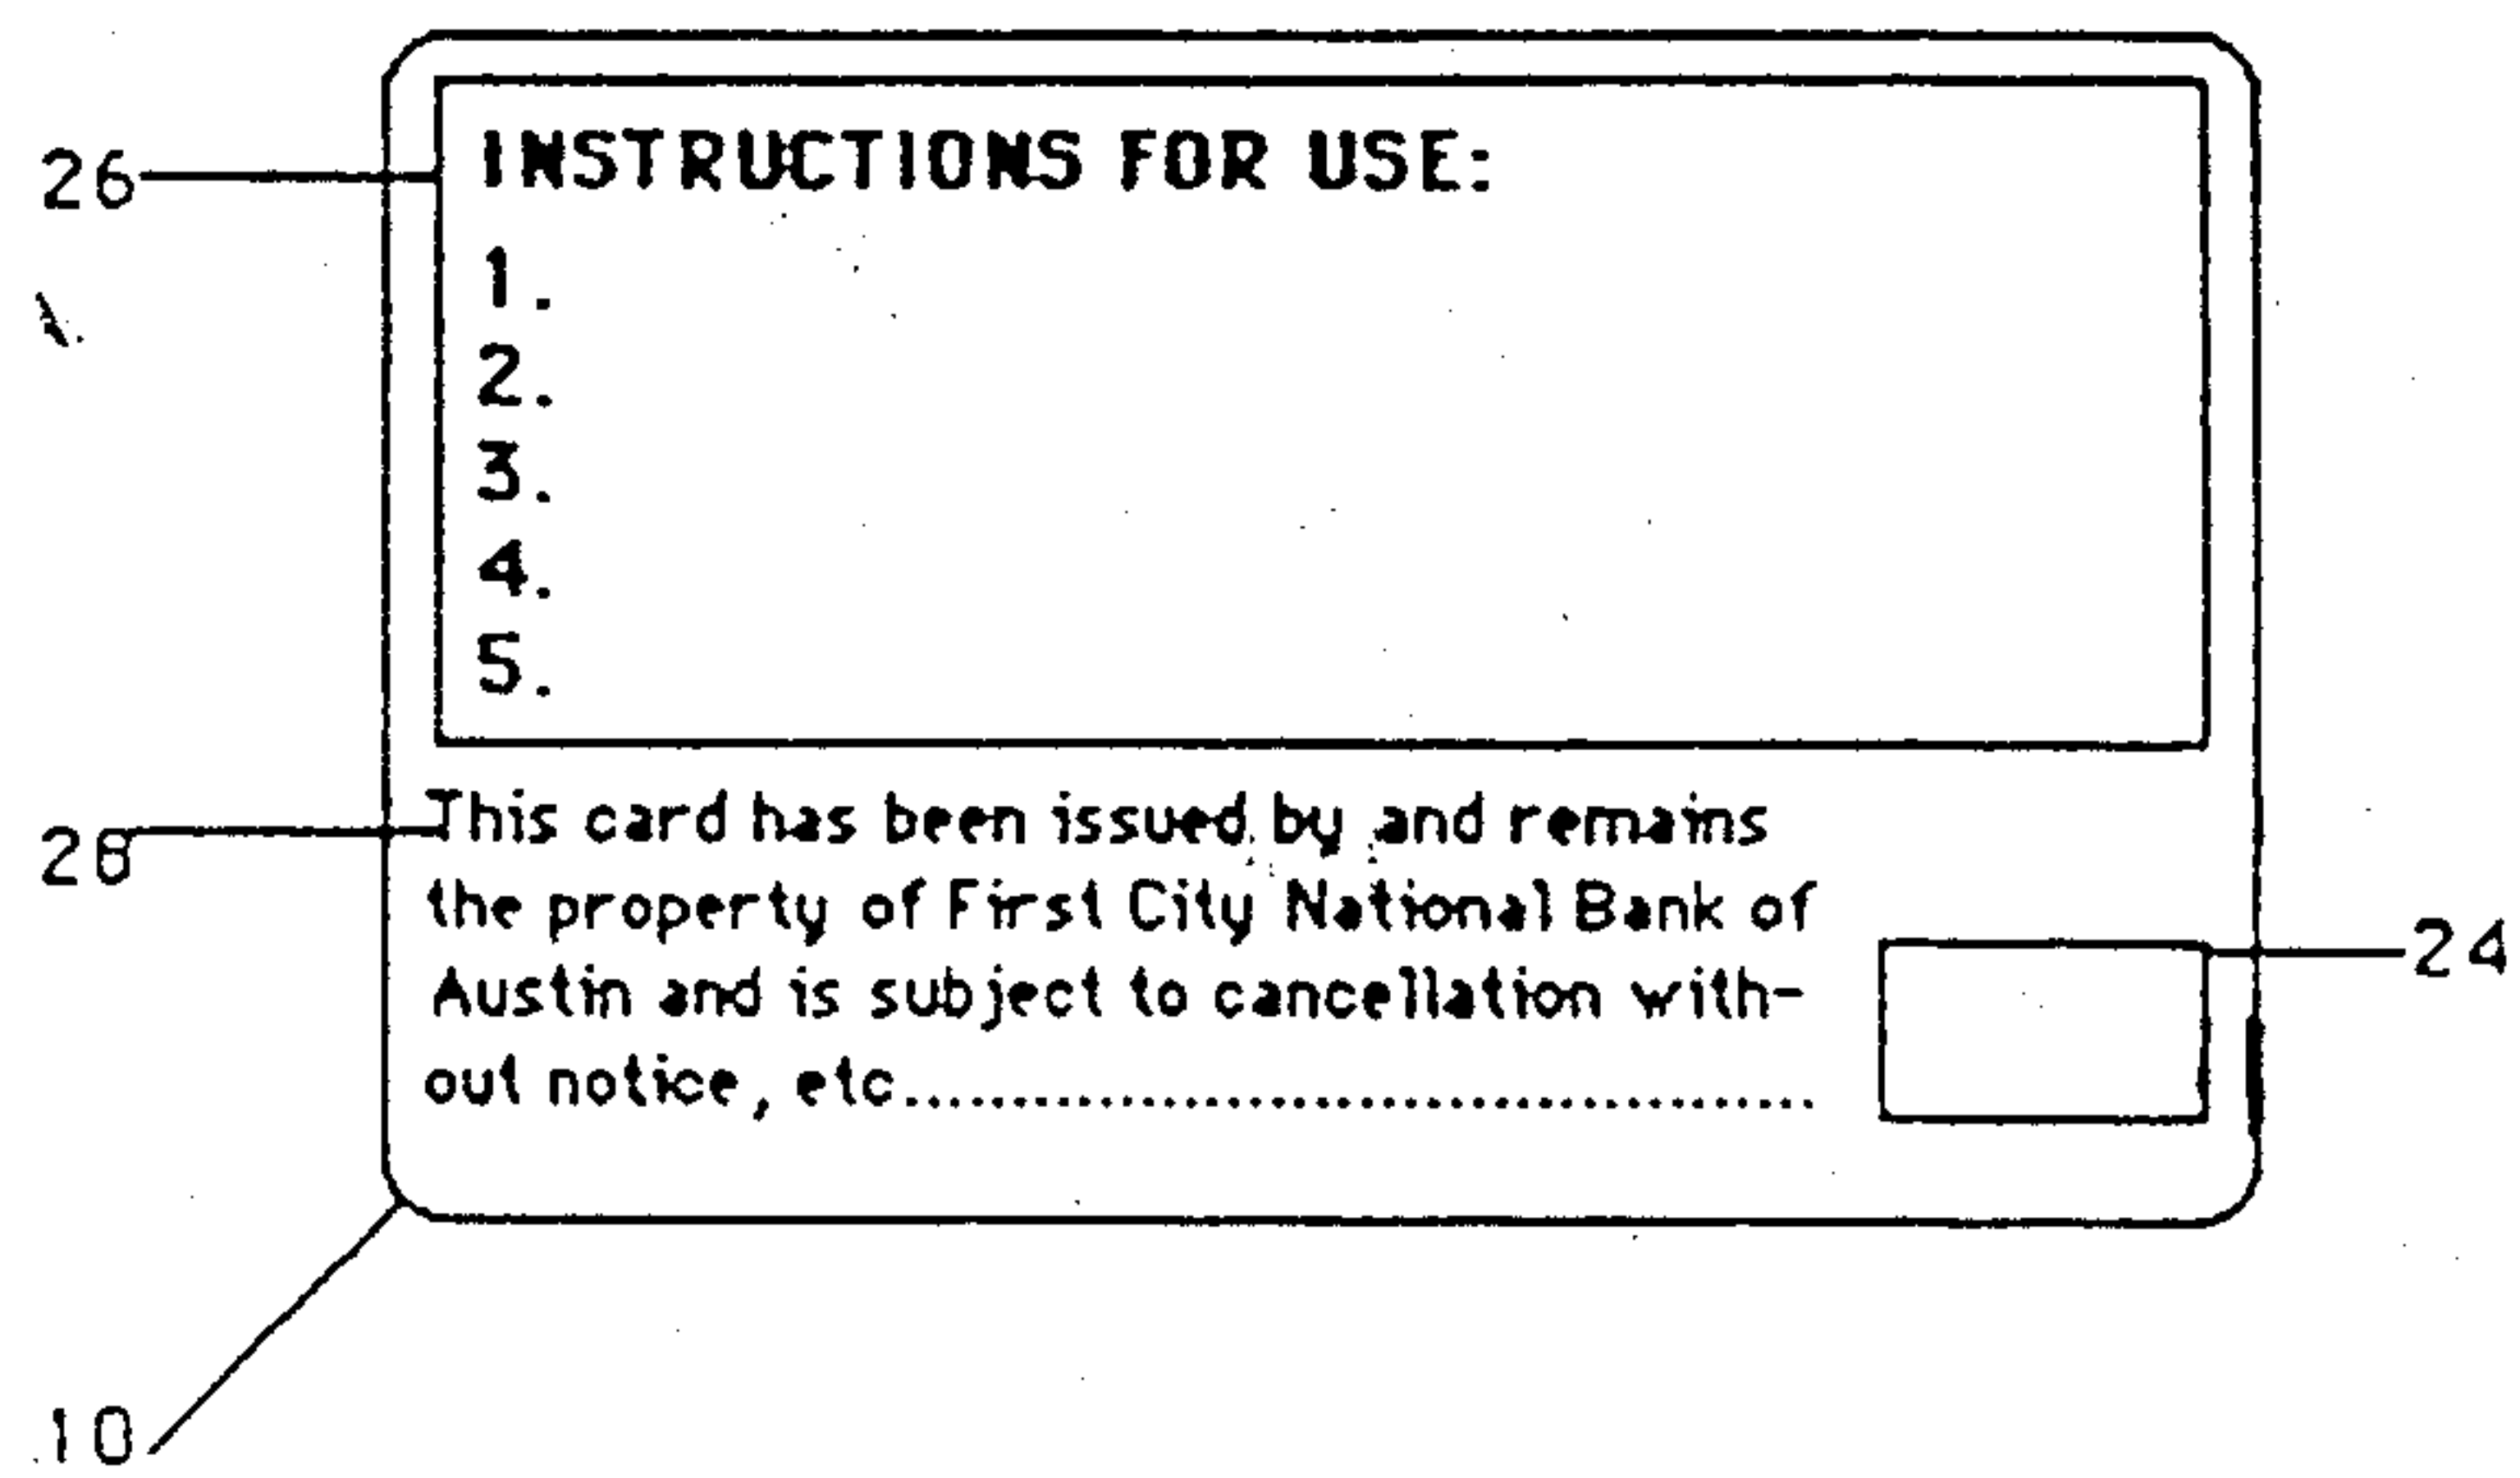 26
INSTRUCTIONS FOR USE:
1.
2.
3.
4.
5.
28
This card has been issued by and remains
the property of First City National Bank of
Austin and is subject to cancellation with-
out notice, etc..........................................
24
10